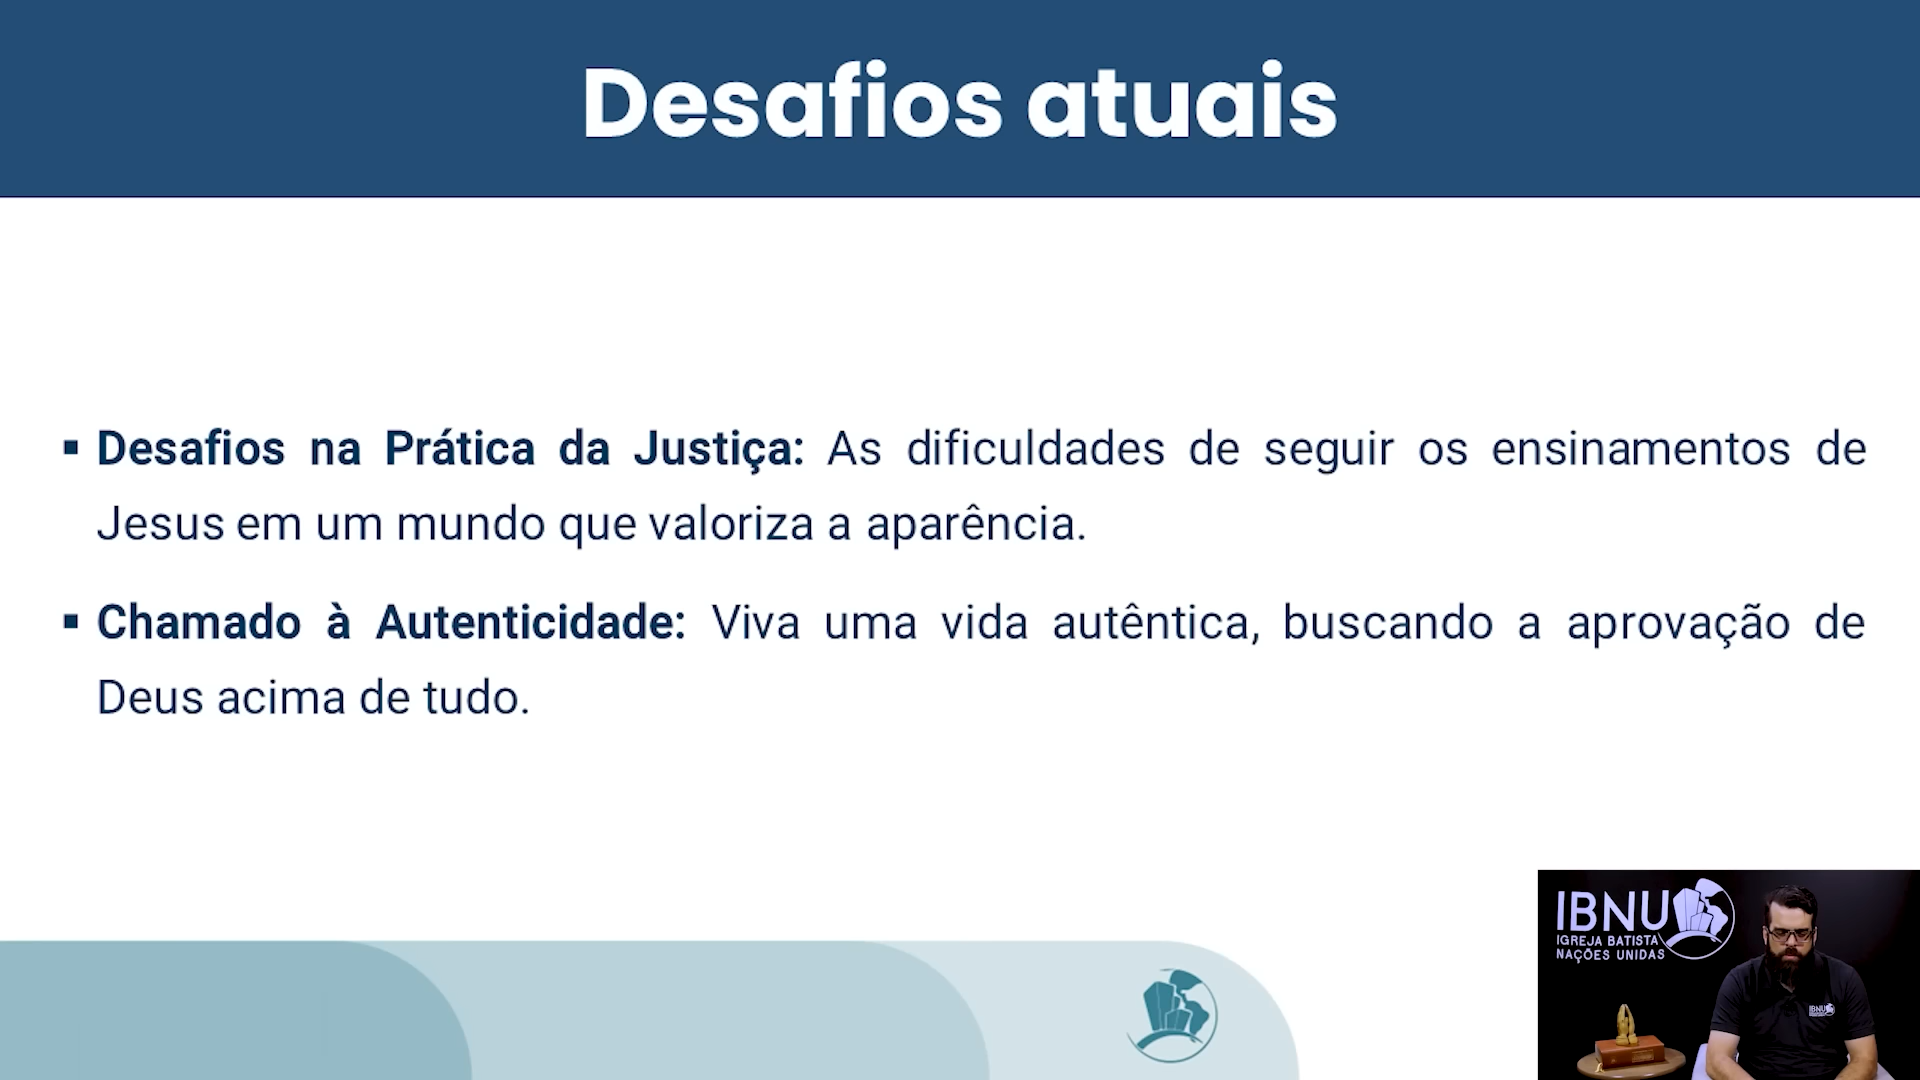 Desafios atuais
▪ Desafios na Prática da Justiça: As dificuldades de seguir os ensinamentos de
Jesus em um mundo que valoriza a aparência.
▪ Chamado à Autenticidade: Viva uma vida autêntica, buscando a aprovação de
Deus acima de tudo.
IBNU
IGREJA BATISTA
NAÇÕES UNIDAS
IBNU